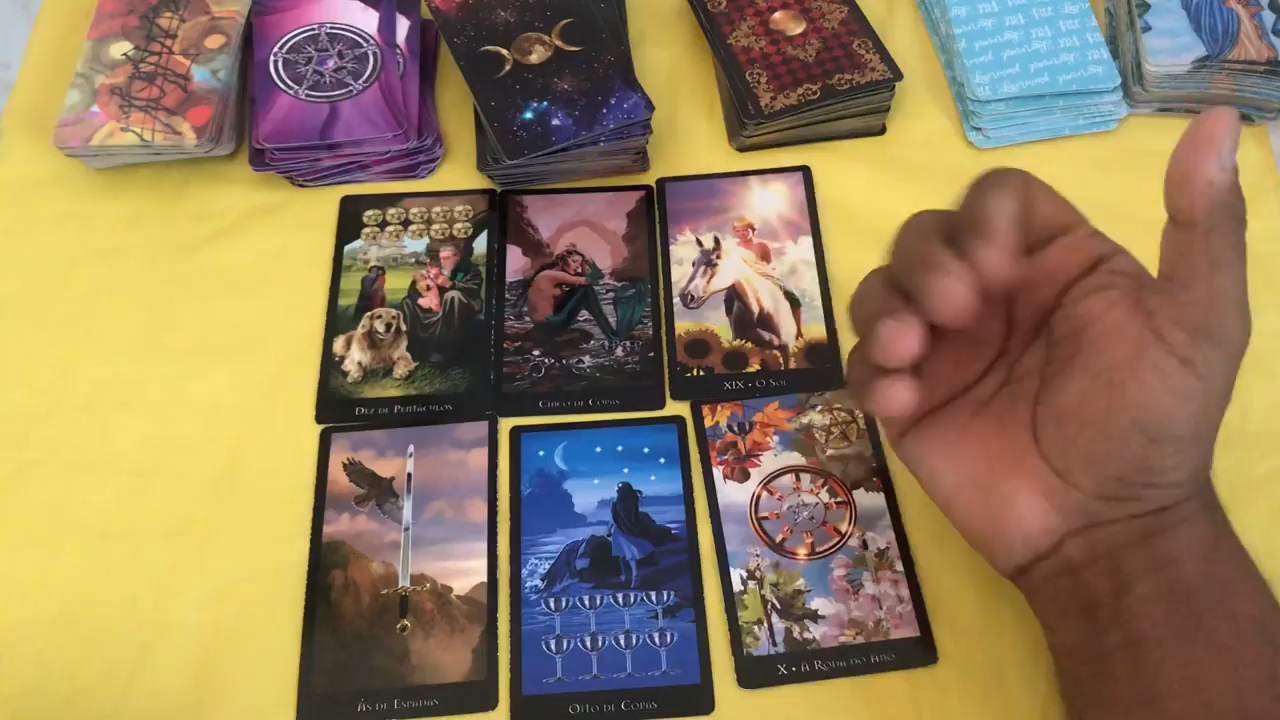 DEZ DE PENTÁCULOS
CINCO DE COPAS
XIX • O SOL
ÁS DE ESPADAS
OITO DE COPAS
X • A RODA DO ANO